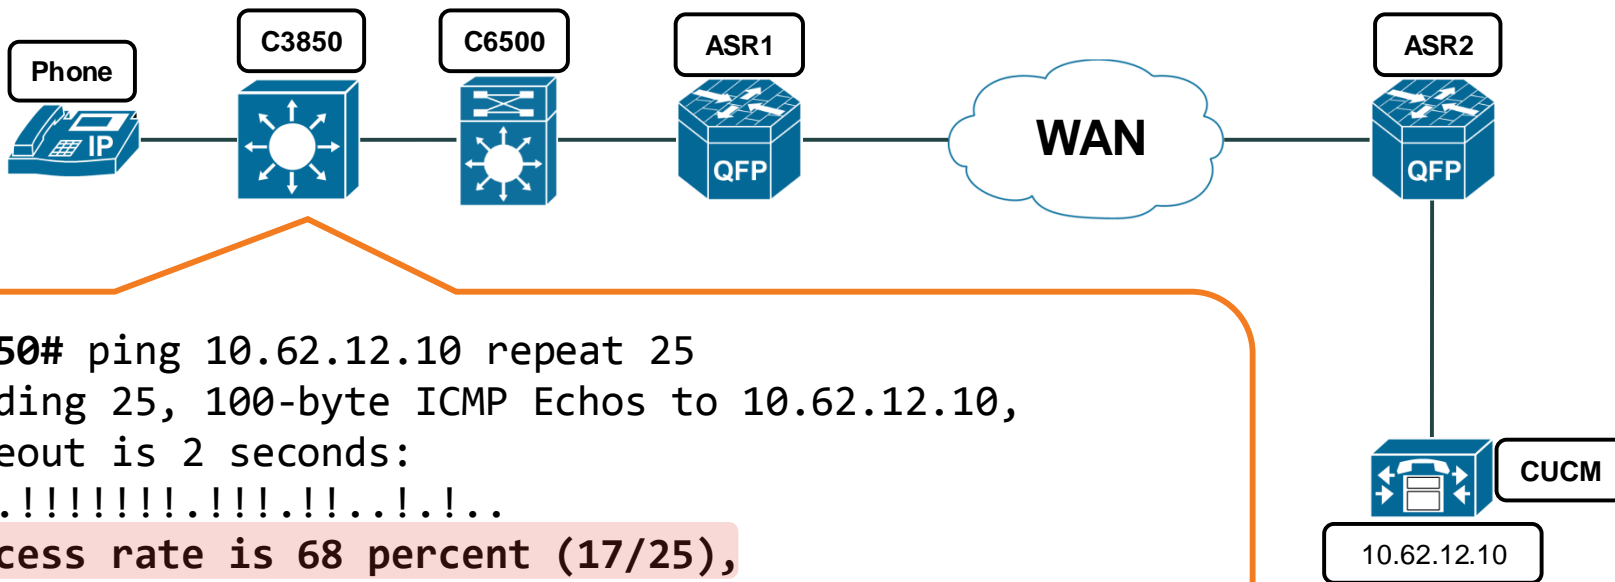 Phone
C3850
C6500
ASR1
ASR2
IP
QFP
WAN
QFP
50# ping 10.62.12.10 repeat 25
ding 25, 100-byte ICMP Echos to 10.62.12.10,
eout is 2 seconds:
.!!!!!!!.!!!.!!..!.!..
cess rate is 68 percent (17/25),
CUCM
10.62.12.10